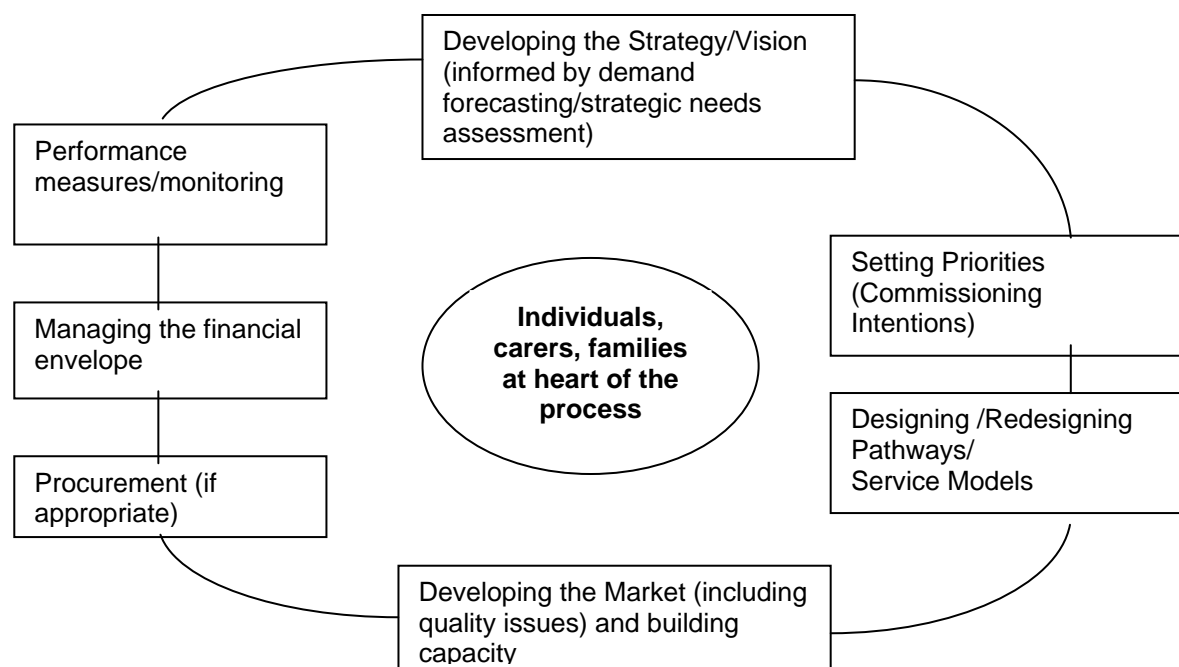 Developing the Strategy/Vision
(informed by demand
forecasting/strategic needs
assessment)
Performance
measures/monitoring
Setting Priorities
(Commissioning
Intentions)
Managing the financial
envelope
Individuals,
carers, families
at heart of the
process
Designing /Redesigning
Pathways/
Service Models
Procurement (if
appropriate)
Developing the Market (including
quality issues) and building
capacity